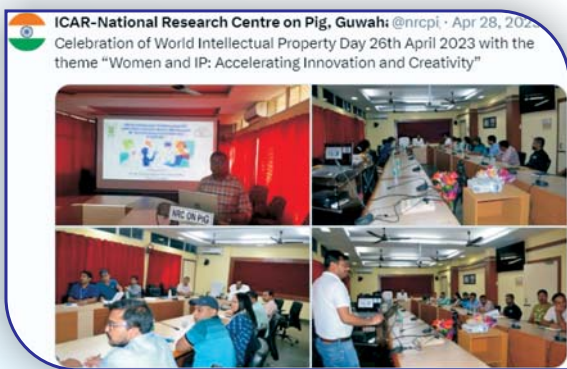 ICAR-National Research Centre on Pig, Guwah: @nrcpi · Apr 28, 2023
Celebration of World Intellectual Property Day 26th April 2023 with the
theme “Women and IP: Accelerating Innovation and Creativity”
NRC ON PIG